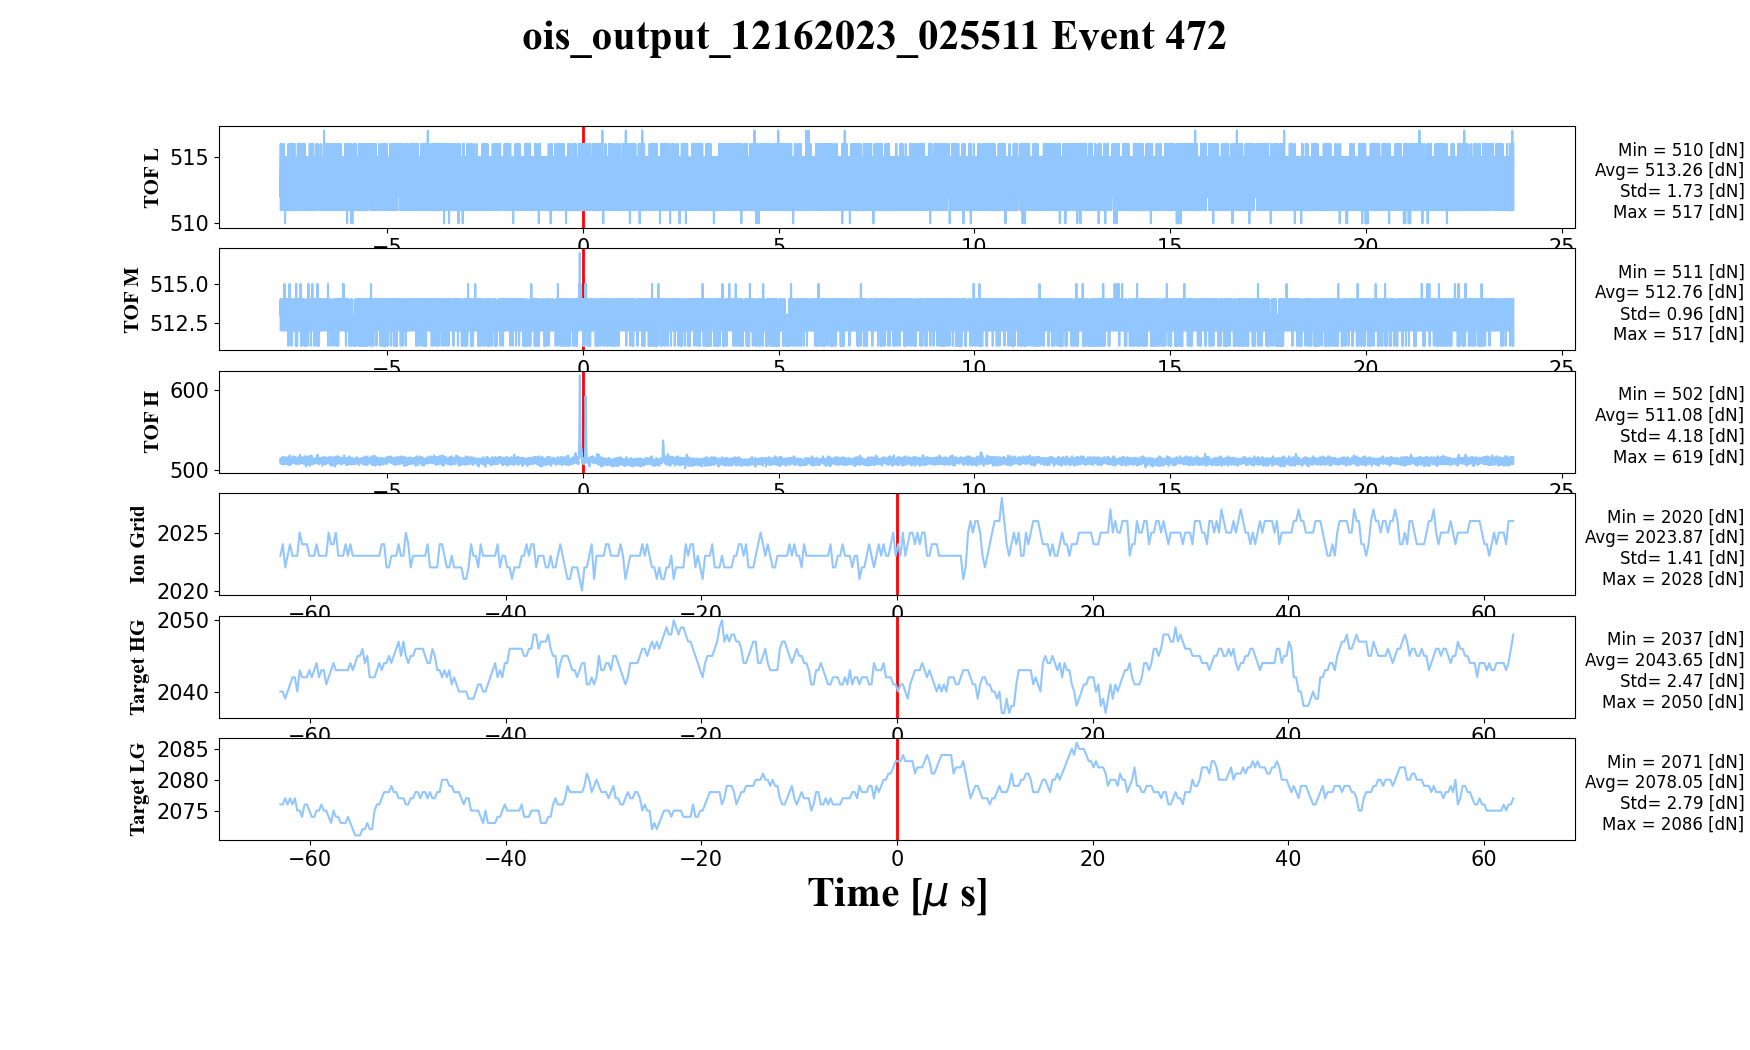 ois_output_12162023_025511 Event 472
TOF L
515
510
Min = 510 [dN]
Avg= 513.26 [dN]
Std= 1.73 [dN]
Max = 517 [dN]
−5 0 5 10 15 20 25
TOF M
515.0
512.5
Min = 511 [dN]
Avg= 512.76 [dN]
Std= 0.96 [dN]
Max = 517 [dN]
−5 0 5 10 15 20 25
TOF H
600
500
Min = 502 [dN]
Avg= 511.08 [dN]
Std= 4.18 [dN]
Max = 619 [dN]
−5 0 5 10 15 20 25
Ion Grid
2025
2020
Min = 2020 [dN]
Avg= 2023.87 [dN]
Std= 1.41 [dN]
Max = 2028 [dN]
−60 −40 −20 0 20 40 60
Target HG
2050
2040
Min = 2037 [dN]
Avg= 2043.65 [dN]
Std= 2.47 [dN]
Max = 2050 [dN]
−60 −40 −20 0 20 40 60
Target LG
2085
2080
2075
Min = 2071 [dN]
Avg= 2078.05 [dN]
Std= 2.79 [dN]
Max = 2086 [dN]
−60 −40 −20 0 20 40 60
Time [μ s]